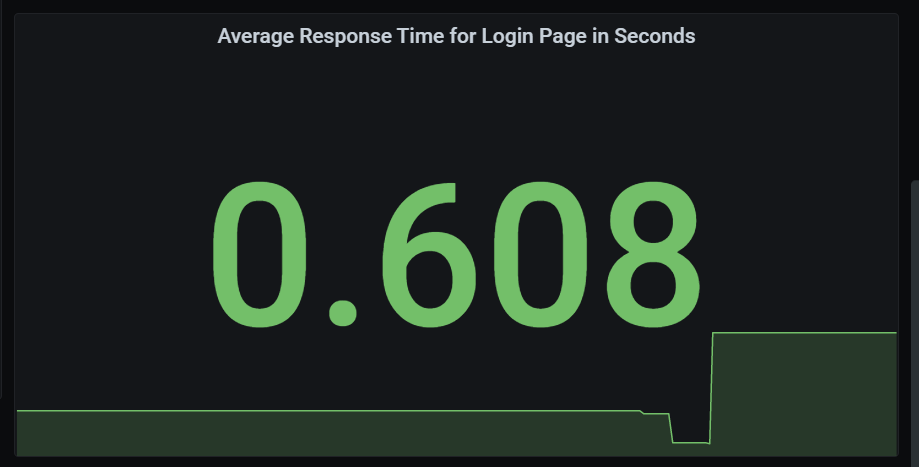 Average Response Time for Login Page in Seconds
0.608